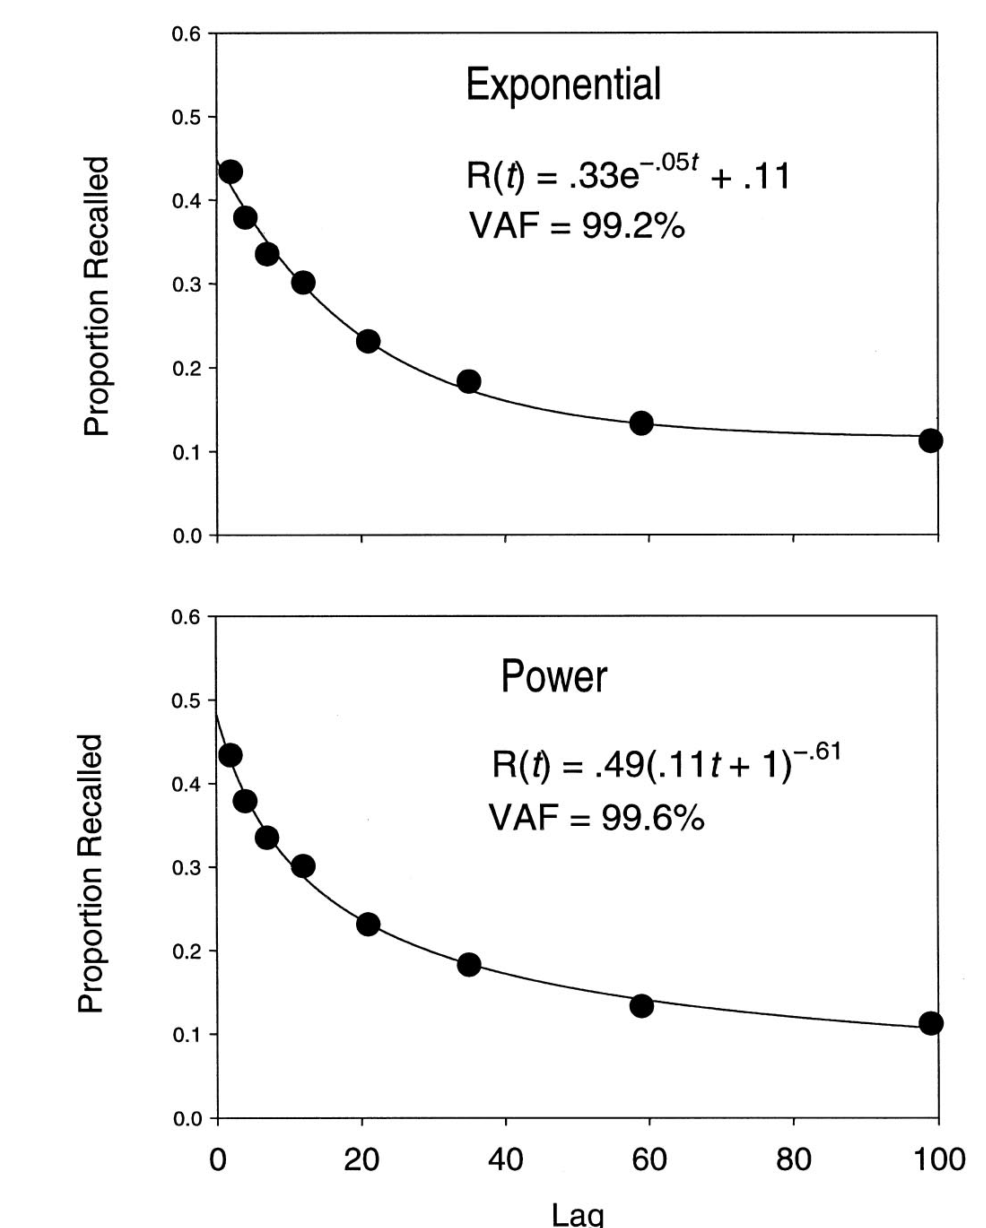 0.6
Exponential
0.5
R(t) = .33e^−.05t + .11
VAF = 99.2%
0.4
0.3
0.2
0.1
0.0
Proportion Recalled
0.6
Power
0.5
R(t) = .49(.11t + 1)^−.61
VAF = 99.6%
0.4
0.3
0.2
0.1
0.0
Proportion Recalled
0 20 40 60 80 100
Lag